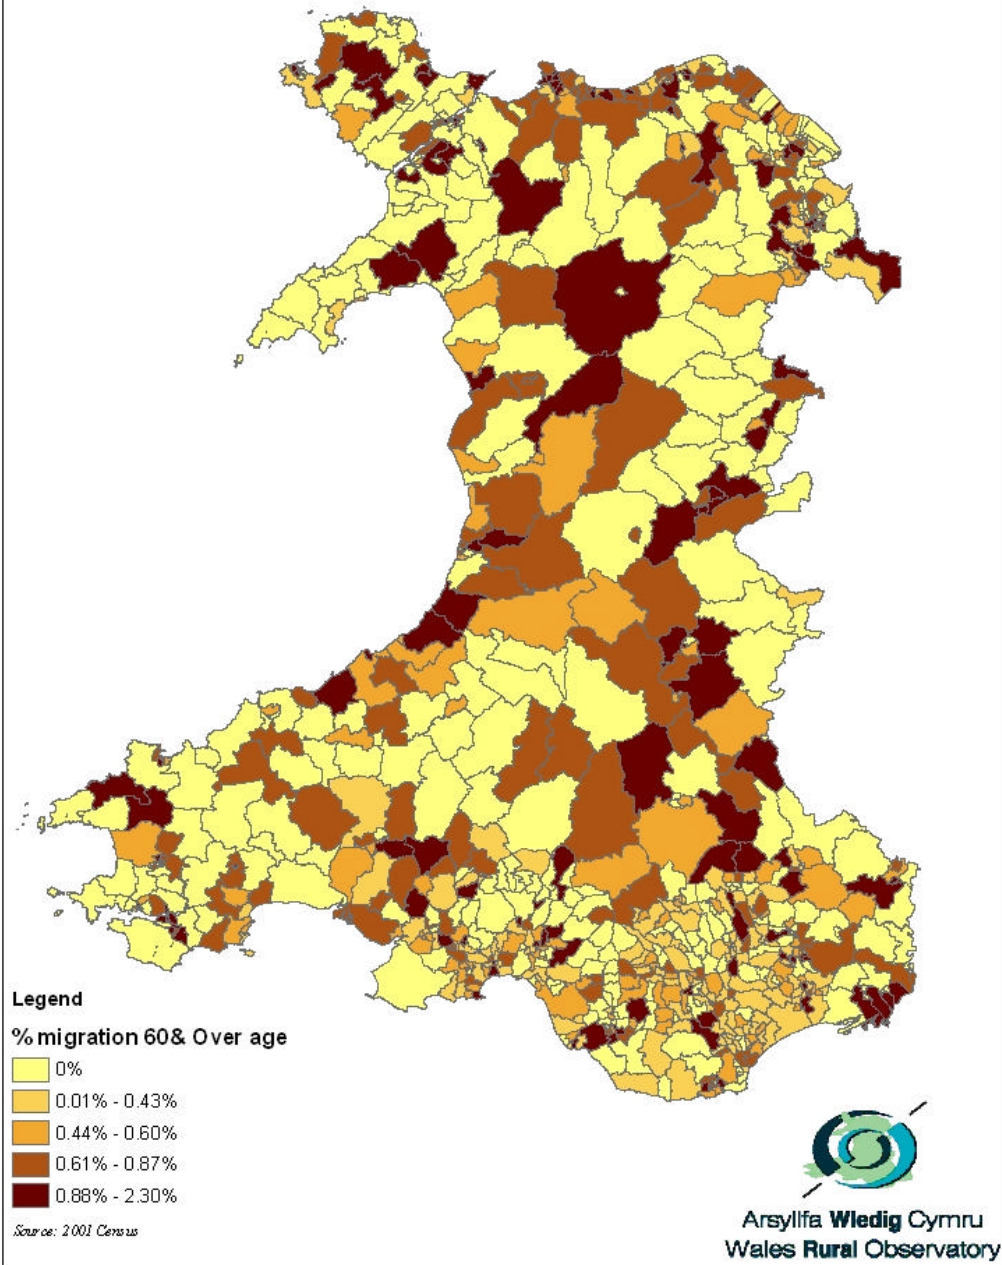 Legend
% migration 60& Over age
0%
0.01% - 0.43%
0.44% - 0.60%
0.61% - 0.87%
0.88% - 2.30%
Source: 2001 Census
Arsyllfa Wledig Cymru
Wales Rural Observatory